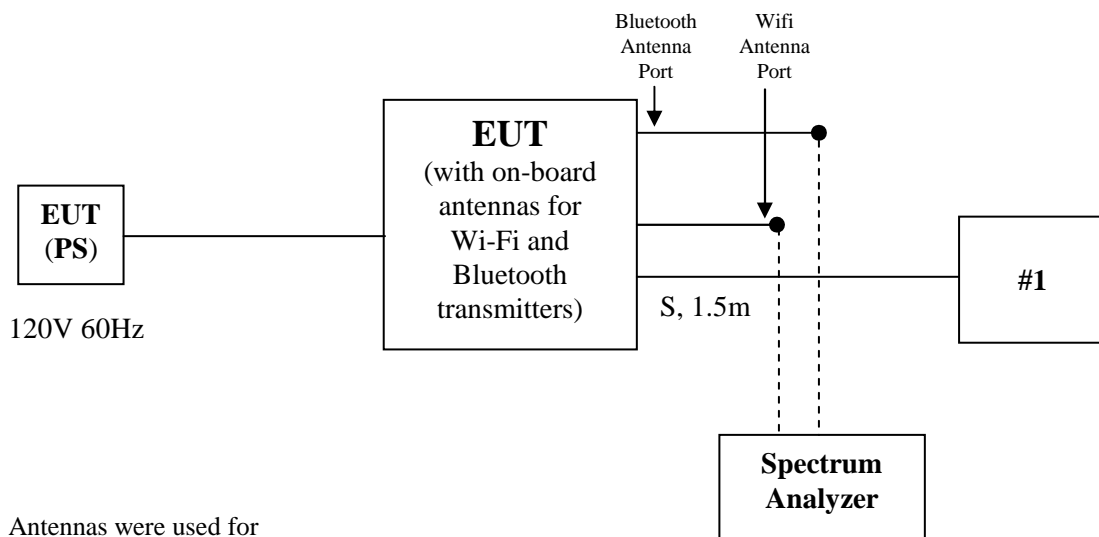 Bluetooth
Antenna
Port
Wifi
Antenna
Port
EUT
(with on-board
antennas for
Wi-Fi and
Bluetooth
transmitters)
EUT
(PS)
120V 60Hz
S, 1.5m
#1
Spectrum
Analyzer
Antennas were used for